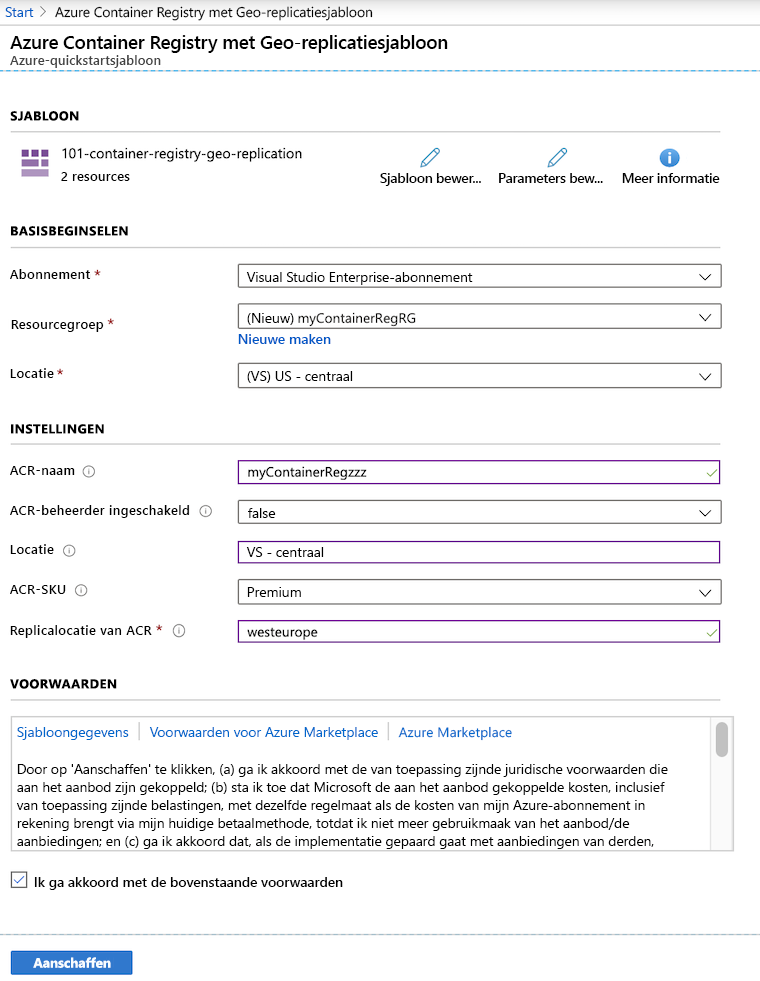 Start > Azure Container Registry met Geo-replicatiesjabloon
Azure Container Registry met Geo-replicatiesjabloon
Azure-quickstartsjabloon
SJABLOON
101-container-registry-geo-replication
2 resources
Sjabloon bewer...
Parameters bew...
Meer informatie
BASISBEGINSELEN
Abonnement *
Visual Studio Enterprise-abonnement
Resourcegroep *
(Nieuw) myContainerRegRG
Nieuwe maken
Locatie *
(VS) US - centraal
INSTELLINGEN
ACR-naam
myContainerRegzzz
ACR-beheerder ingeschakeld
false
Locatie
VS - centraal
ACR-SKU
Premium
Replicalocatie van ACR *
westeurope
VOORWAARDEN
Sjabloongegevens | Voorwaarden voor Azure Marketplace | Azure Marketplace
Door op 'Aanschaffen' te klikken, (a) ga ik akkoord met de van toepassing zijnde juridische voorwaarden die
aan het aanbod zijn gekoppeld; (b) sta ik toe dat Microsoft de aan het aanbod gekoppelde kosten, inclusief
van toepassing zijnde belastingen, met dezelfde regelmaat als de kosten van mijn Azure-abonnement in
rekening brengt via mijn huidige betaalmethode, totdat ik niet meer gebruikmaak van het aanbod/de
aanbiedingen; en (c) ga ik akkoord dat, als de implementatie gepaard gaat met aanbiedingen van derden,
Ik ga akkoord met de bovenstaande voorwaarden
Aanschaffen